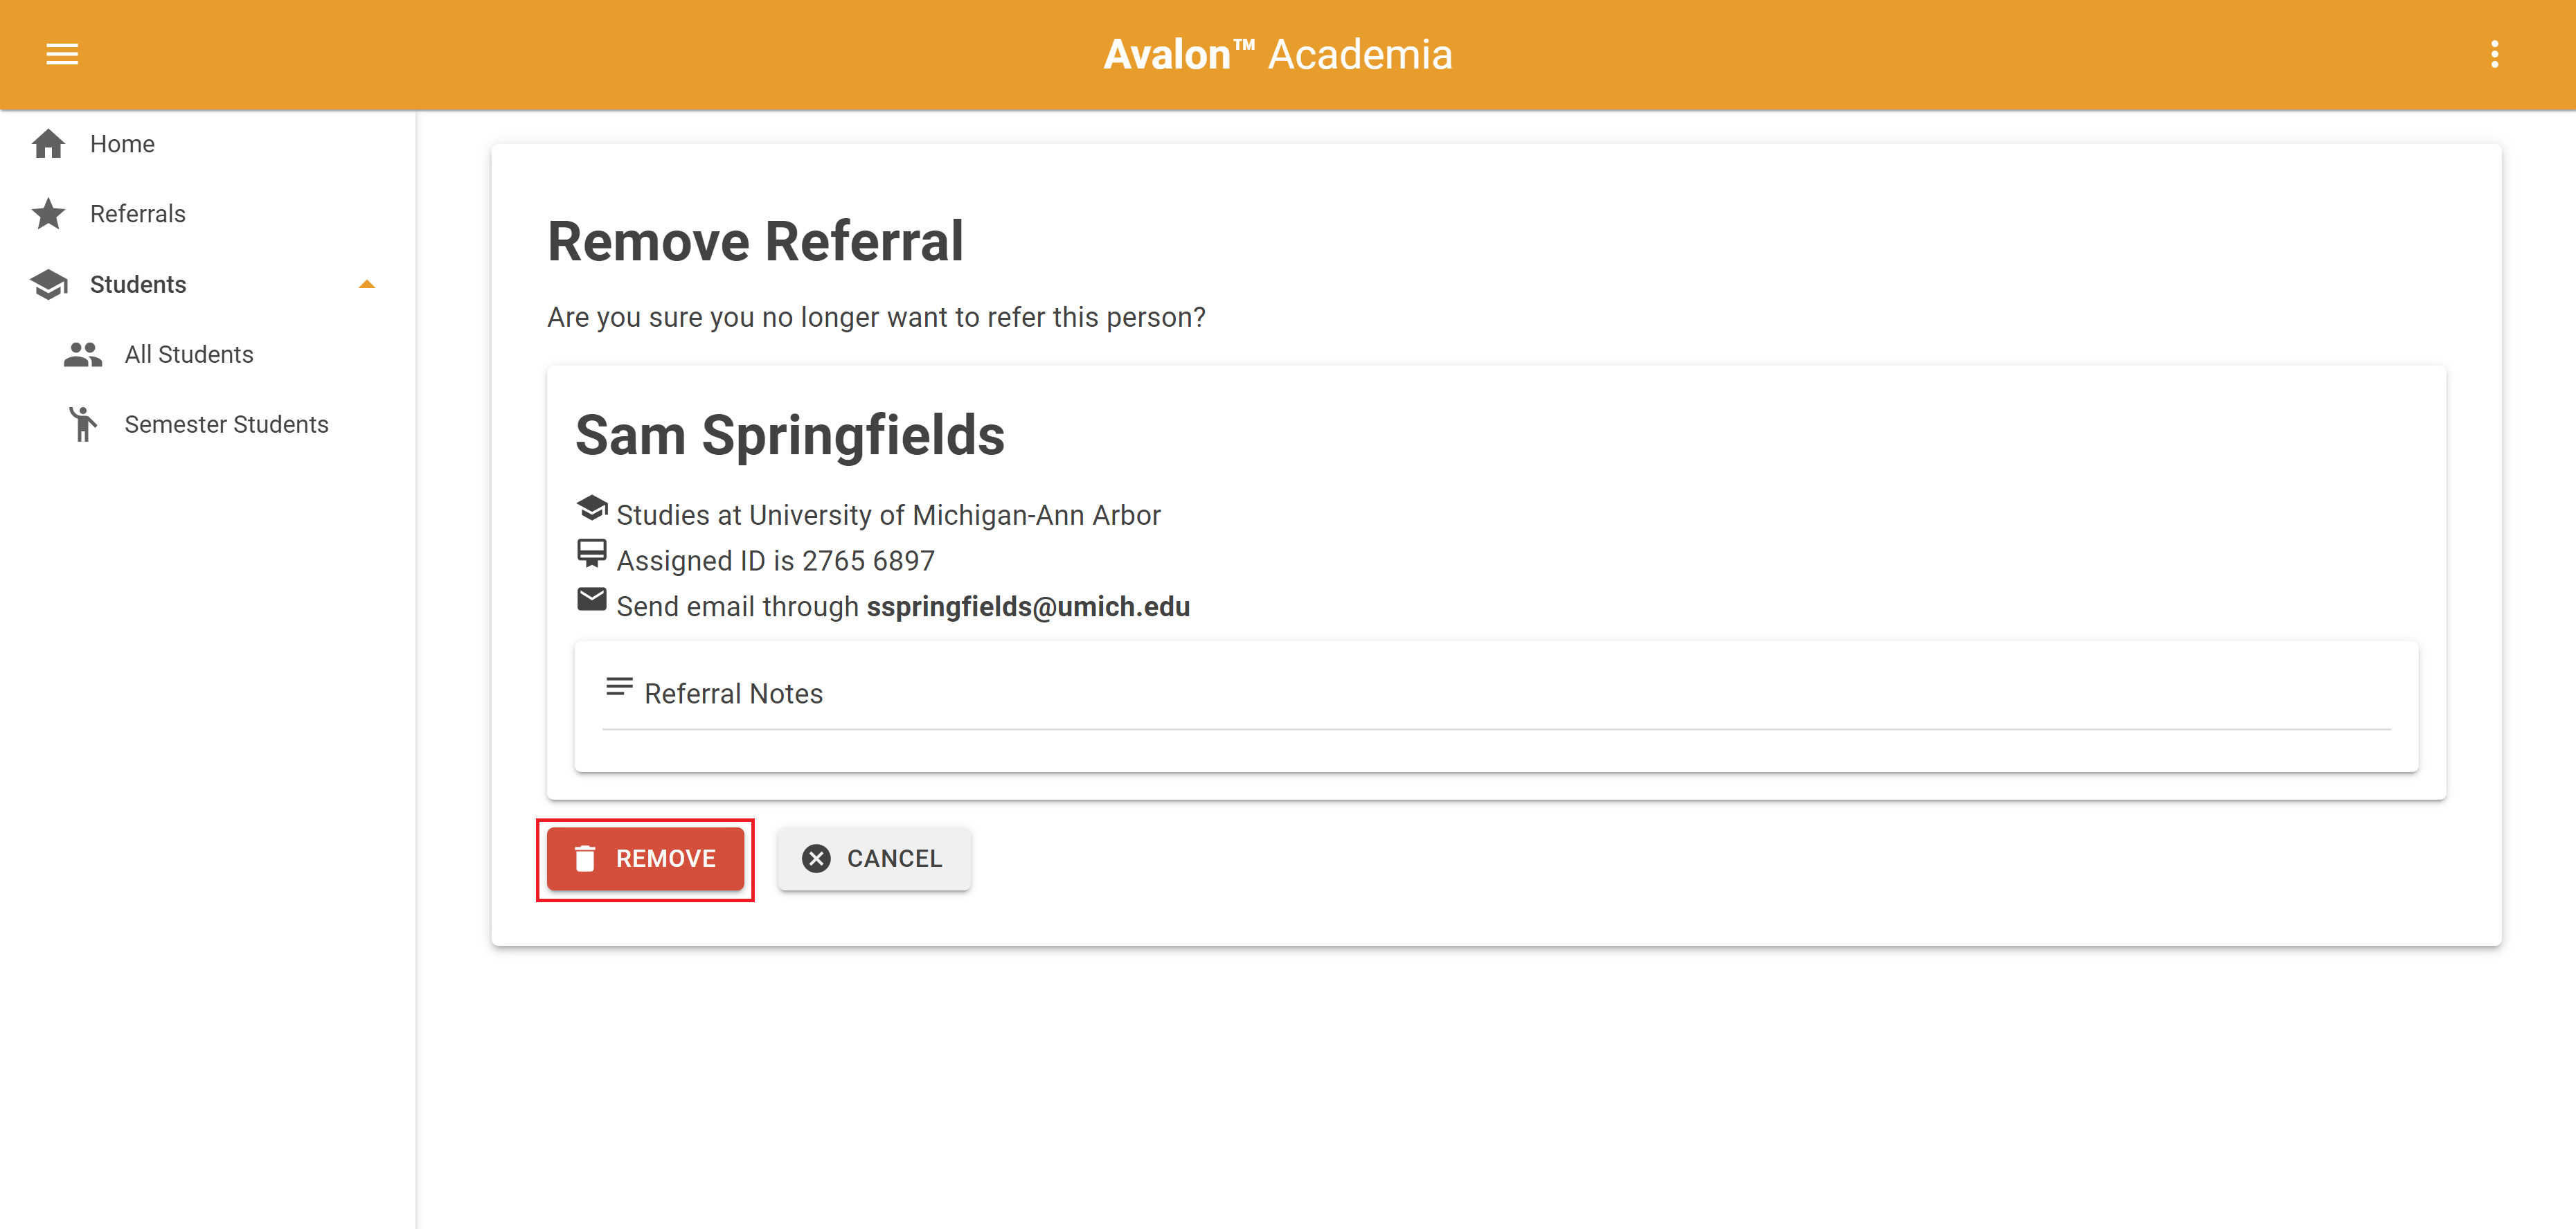 Avalon™ Academia
Home
Referrals
Students
All Students
Semester Students
Remove Referral
Are you sure you no longer want to refer this person?
Sam Springfields
Studies at University of Michigan-Ann Arbor
Assigned ID is 2765 6897
Send email through sspringfields@umich.edu
Referral Notes
REMOVE
CANCEL